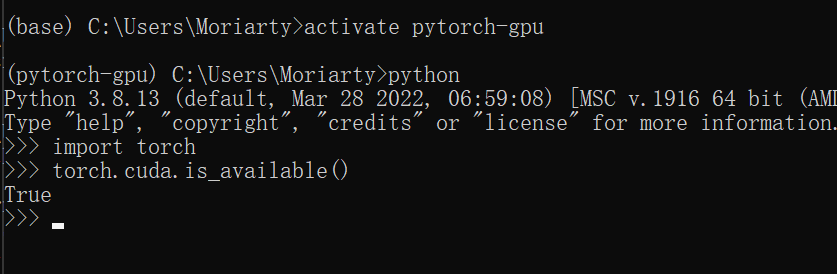 (base) C:\Users\Moriarty>activate pytorch-gpu
(pytorch-gpu) C:\Users\Moriarty>python
Python 3.8.13 (default, Mar 28 2022, 06:59:08) [MSC v.1916 64 bit (AM
Type "help", "copyright", "credits" or "license" for more information.
>>> import torch
>>> torch.cuda.is_available()
True
>>>